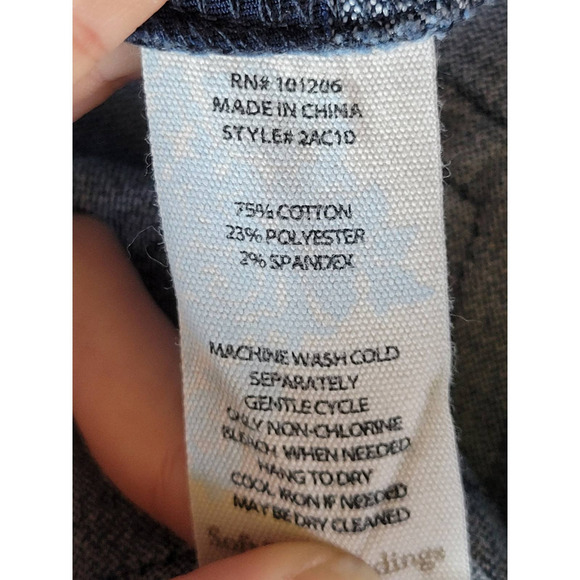 RN# 101206
MADE IN CHINA
STYLE# 2AC1D
75% COTTON
23% POLYESTER
2% SPANDEX
MACHINE WASH COLD
SEPARATELY
GENTLE CYCLE
ONLY NON-CHLORINE
BLEACH WHEN NEEDED
HANG TO DRY
COOL IRON IF NEEDED
MAY BE DRY CLEANED